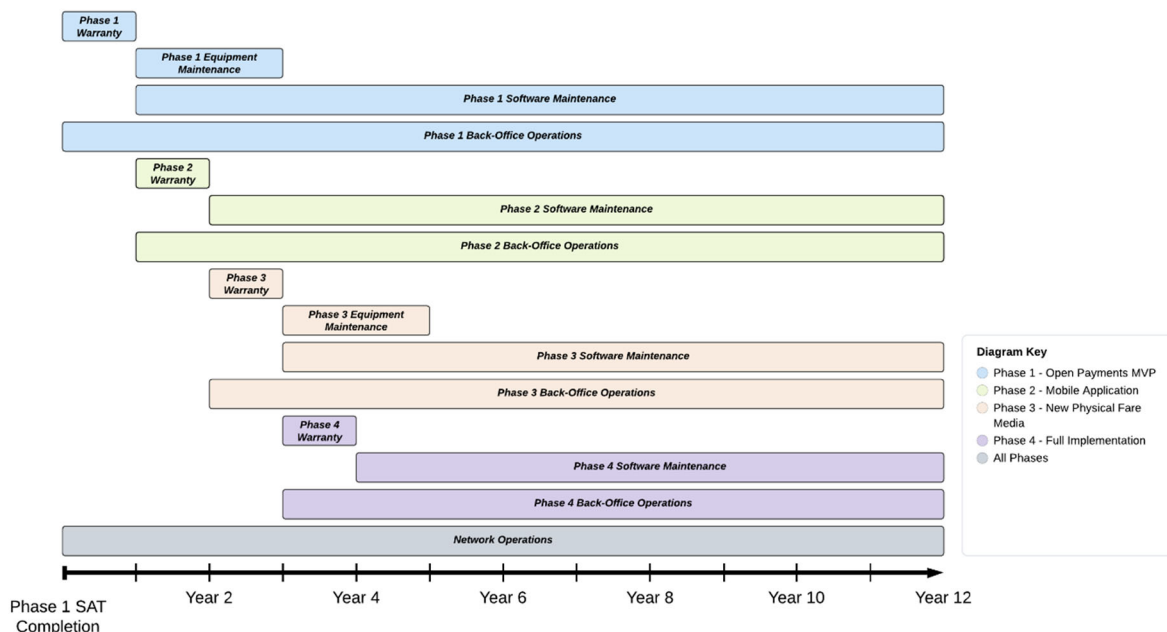 Phase 1
Warranty
Phase 1 Equipment
Maintenance
Phase 1 Software Maintenance
Phase 1 Back-Office Operations
Phase 2
Warranty
Phase 2 Software Maintenance
Phase 2 Back-Office Operations
Phase 3
Warranty
Phase 3 Equipment
Maintenance
Phase 3 Software Maintenance
Phase 3 Back-Office Operations
Phase 4
Warranty
Phase 4 Software Maintenance
Phase 4 Back-Office Operations
Network Operations
Phase 1 SAT
Completion
Year 2
Year 4
Year 6
Year 8
Year 10
Year 12
Diagram Key
Phase 1 - Open Payments MVP
Phase 2 - Mobile Application
Phase 3 - New Physical Fare
Media
Phase 4 - Full Implementation
All Phases